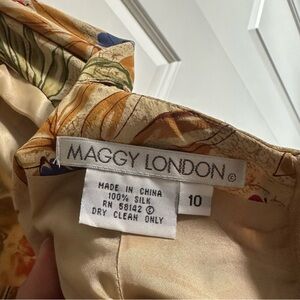 MAGGY LONDON ©
MADE IN CHINA
100% SILK
RN 58142 ©
DRY CLEAN ONLY
10